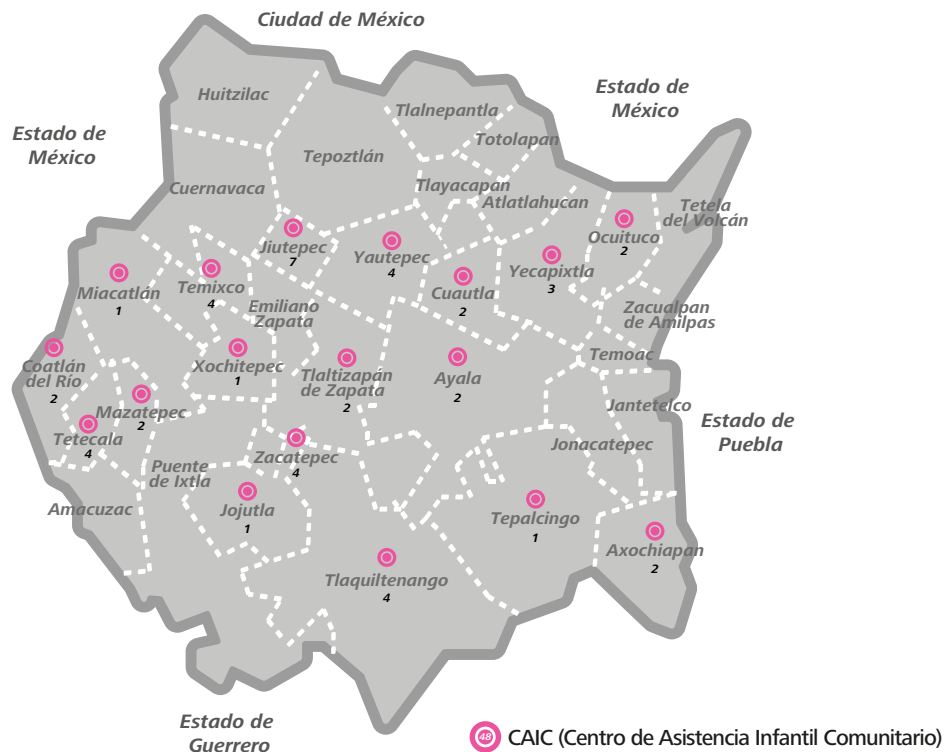 Ciudad de México
Estado de
México
Huitzilac
Tlalnepantla
Estado de
México
Totolapan
Tepoztlán
Cuernavaca
Tlayacapan
Atlatlahucan
Tetela
del Volcán
Ocuituco
2
Jiutepec
7
Yautepec
4
Yecapixtla
3
Miacatlán
1
Temixco
4
Cuautla
2
Emiliano
Zapata
Zacualpan
de Amilpas
Coatlán
del Río
2
Xochitepec
1
Tlaltizapán
de Zapata
2
Ayala
2
Temoac
Mazatepec
2
Jantetelco
Estado de
Puebla
Tetecala
4
Zacatepec
4
Jonacatepec
Puente
de Ixtla
Amacuzac
Jojutla
1
Tepalcingo
1
Axochiapan
2
Tlaquiltenango
4
Estado de
Guerrero
48 CAIC (Centro de Asistencia Infantil Comunitario)